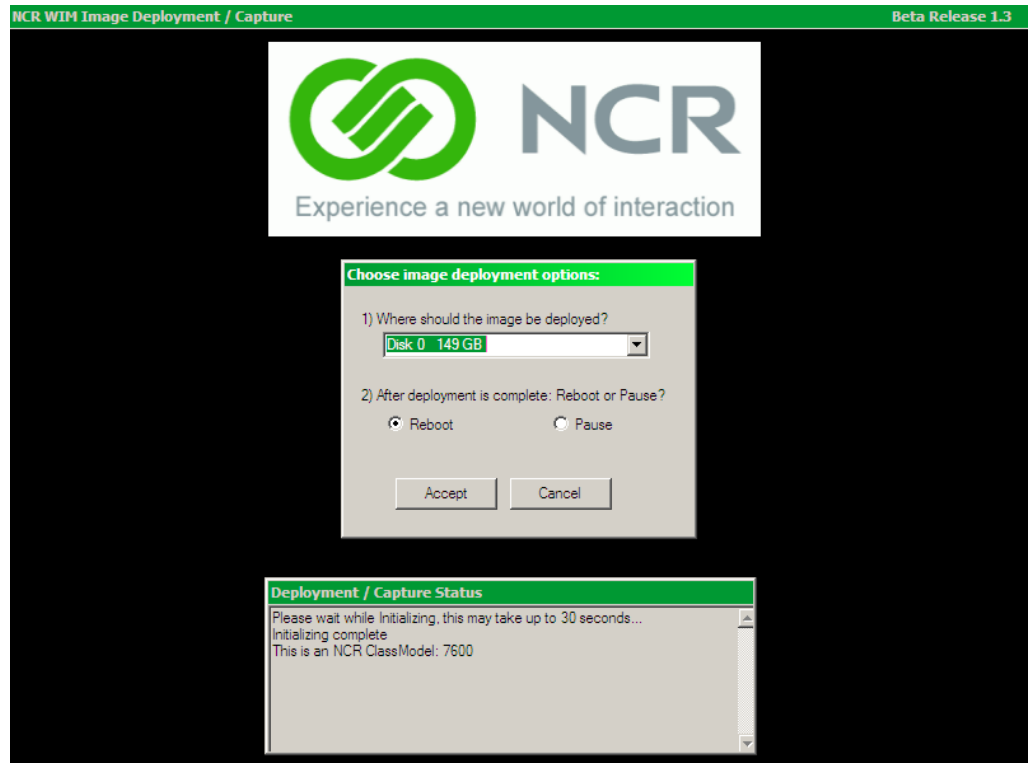 NCR WIM Image Deployment / Capture Beta Release 1.3
NCR
Experience a new world of interaction
Choose image deployment options:
1) Where should the image be deployed?
Disk 0 149 GB
2) After deployment is complete: Reboot or Pause?
Reboot Pause
Accept Cancel
Deployment / Capture Status
Please wait while Initializing, this may take up to 30 seconds...
Initializing complete
This is an NCR ClassModel: 7600